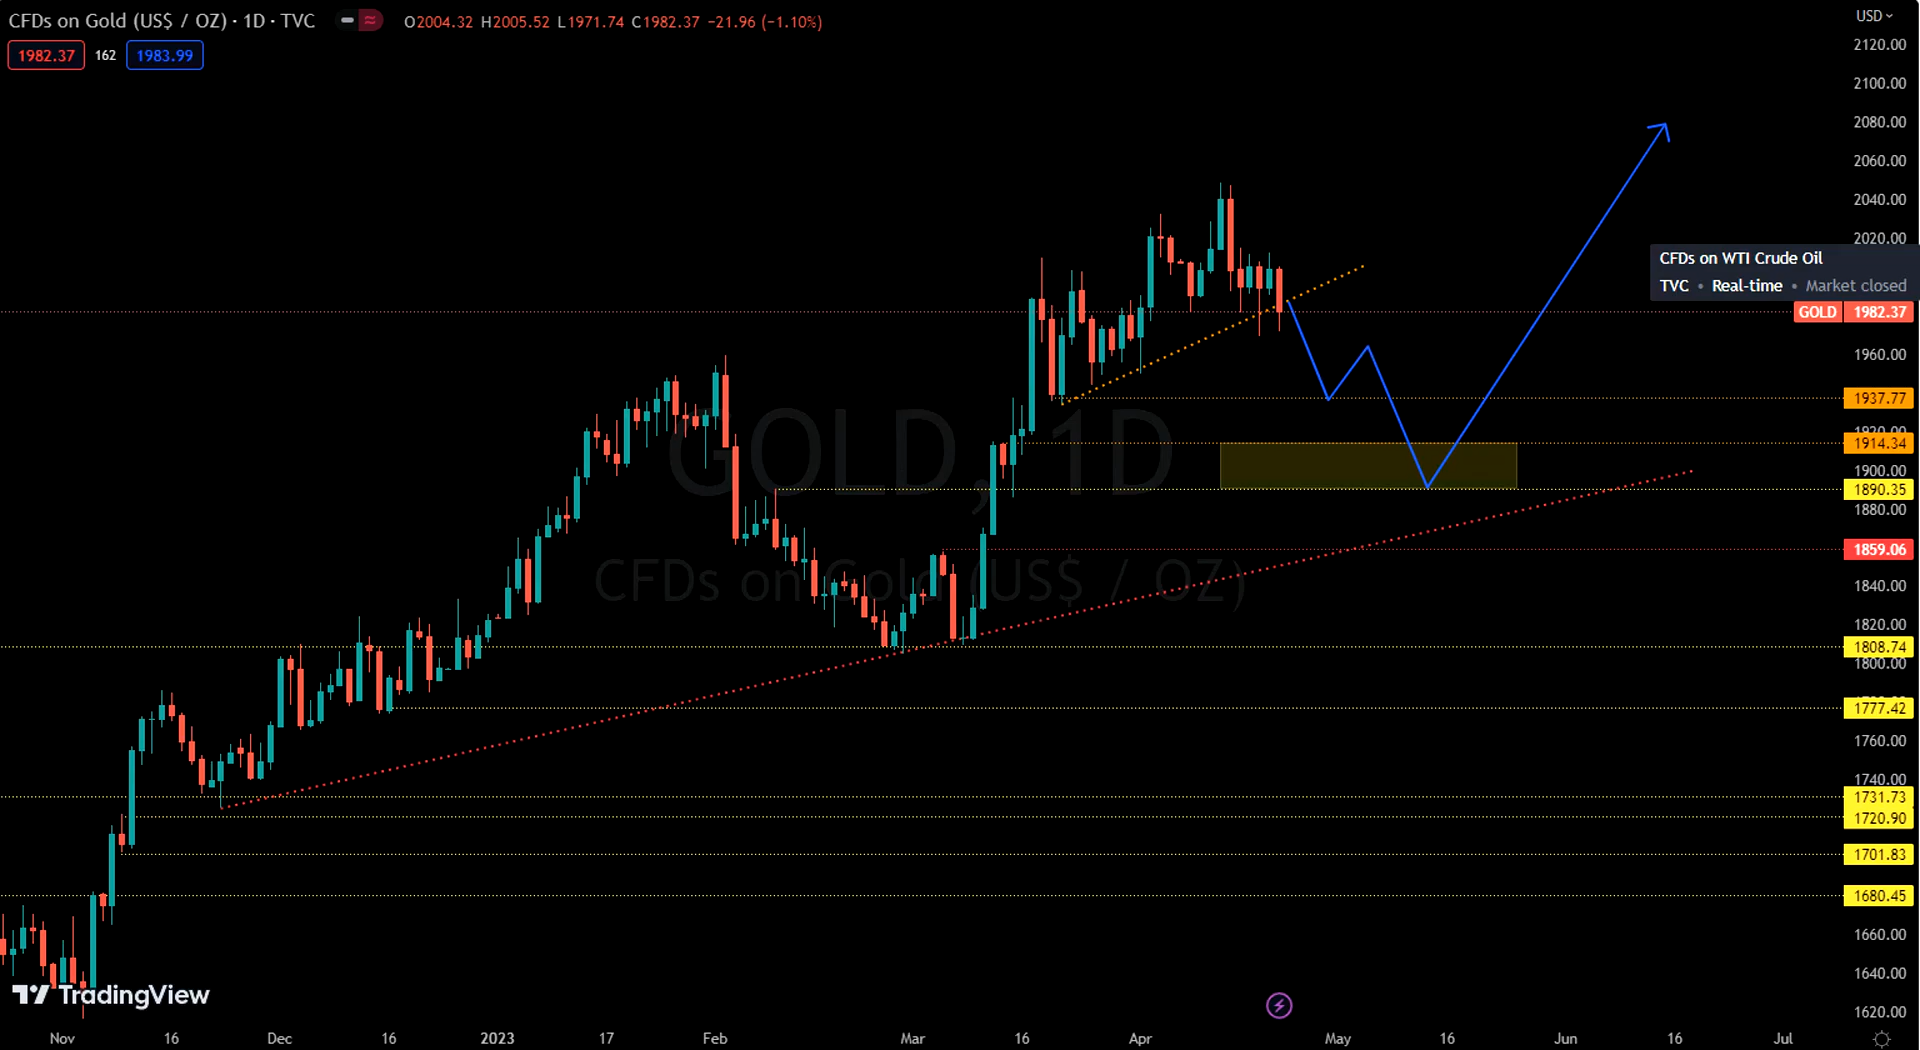 CFDs on Gold (US$ / OZ) · 1D · TVC O2004.32 H2005.52 L1971.74 C1982.37 −21.96 (−1.10%)
1982.37 162 1983.99
USD
2120.00
2100.00
2080.00
2060.00
2040.00
2020.00
CFDs on WTI Crude Oil
TVC • Real-time • Market closed
GOLD 1982.37
1960.00
1937.77
1920.00
1914.34
1900.00
1890.35
1880.00
1859.06
1840.00
1820.00
1808.74
1800.00
1777.42
1760.00
1740.00
1731.73
1720.90
1701.83
1680.45
1660.00
1640.00
1620.00
GOLD, 1D
CFDs on Gold (US$ / OZ)
TradingView
Nov 16 Dec 16 2023 17 Feb Mar 16 Apr May 16 Jun 16 Jul